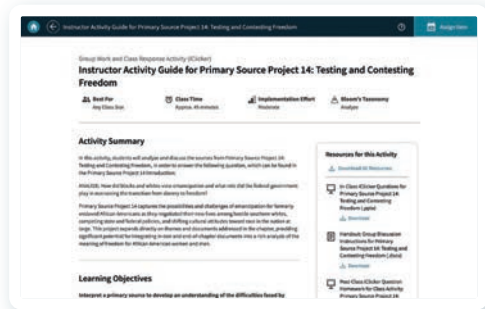 Instructor Activity Guide for Primary Source Project 14: Testing and Contesting Freedom
Assign Item
Group Work and Class Response Activity (iClicker)
Instructor Activity Guide for Primary Source Project 14: Testing and Contesting
Freedom
Best For
Any Class Size
Class Time
Approx. 45 minutes
Implementation Effort
Moderate
Bloom's Taxonomy
Analyze
Activity Summary
In this activity, students will analyze and discuss the sources from Primary Source Project 14:
Testing and Contesting Freedom, in order to answer the following question, which can be found in
the Primary Source Project 14 Introduction:
ANALYZE: How did blacks and whites view emancipation and what role did the federal government
play in overseeing the transition from slavery to freedom?
Primary Source Project 14 captures the possibilities and challenges of emancipation for formerly
enslaved African Americans as they negotiated their new lives among hostile southern whites,
competing state and federal policies, and shifting cultural attitudes toward race in the nation at
large. This project expands directly on themes and documents addressed in the chapter, providing
significant potential for integrating in-text and end-of-chapter documents into a rich analysis of the
meaning of freedom for African American women and men.
Learning Objectives
Interpret a primary source to develop an understanding of the difficulties faced by
Resources for this Activity
Download All Resources
In-Class iClicker Questions for
Primary Source Project 14:
Testing and Contesting
Freedom (.pptx)
Download
Handout: Group Discussion
Instructions for Primary
Source Project 14: Testing and
Contesting Freedom (.docx)
Download
Post-Class iClicker Question
Homework for Class Activity:
Primary Source Project 14: